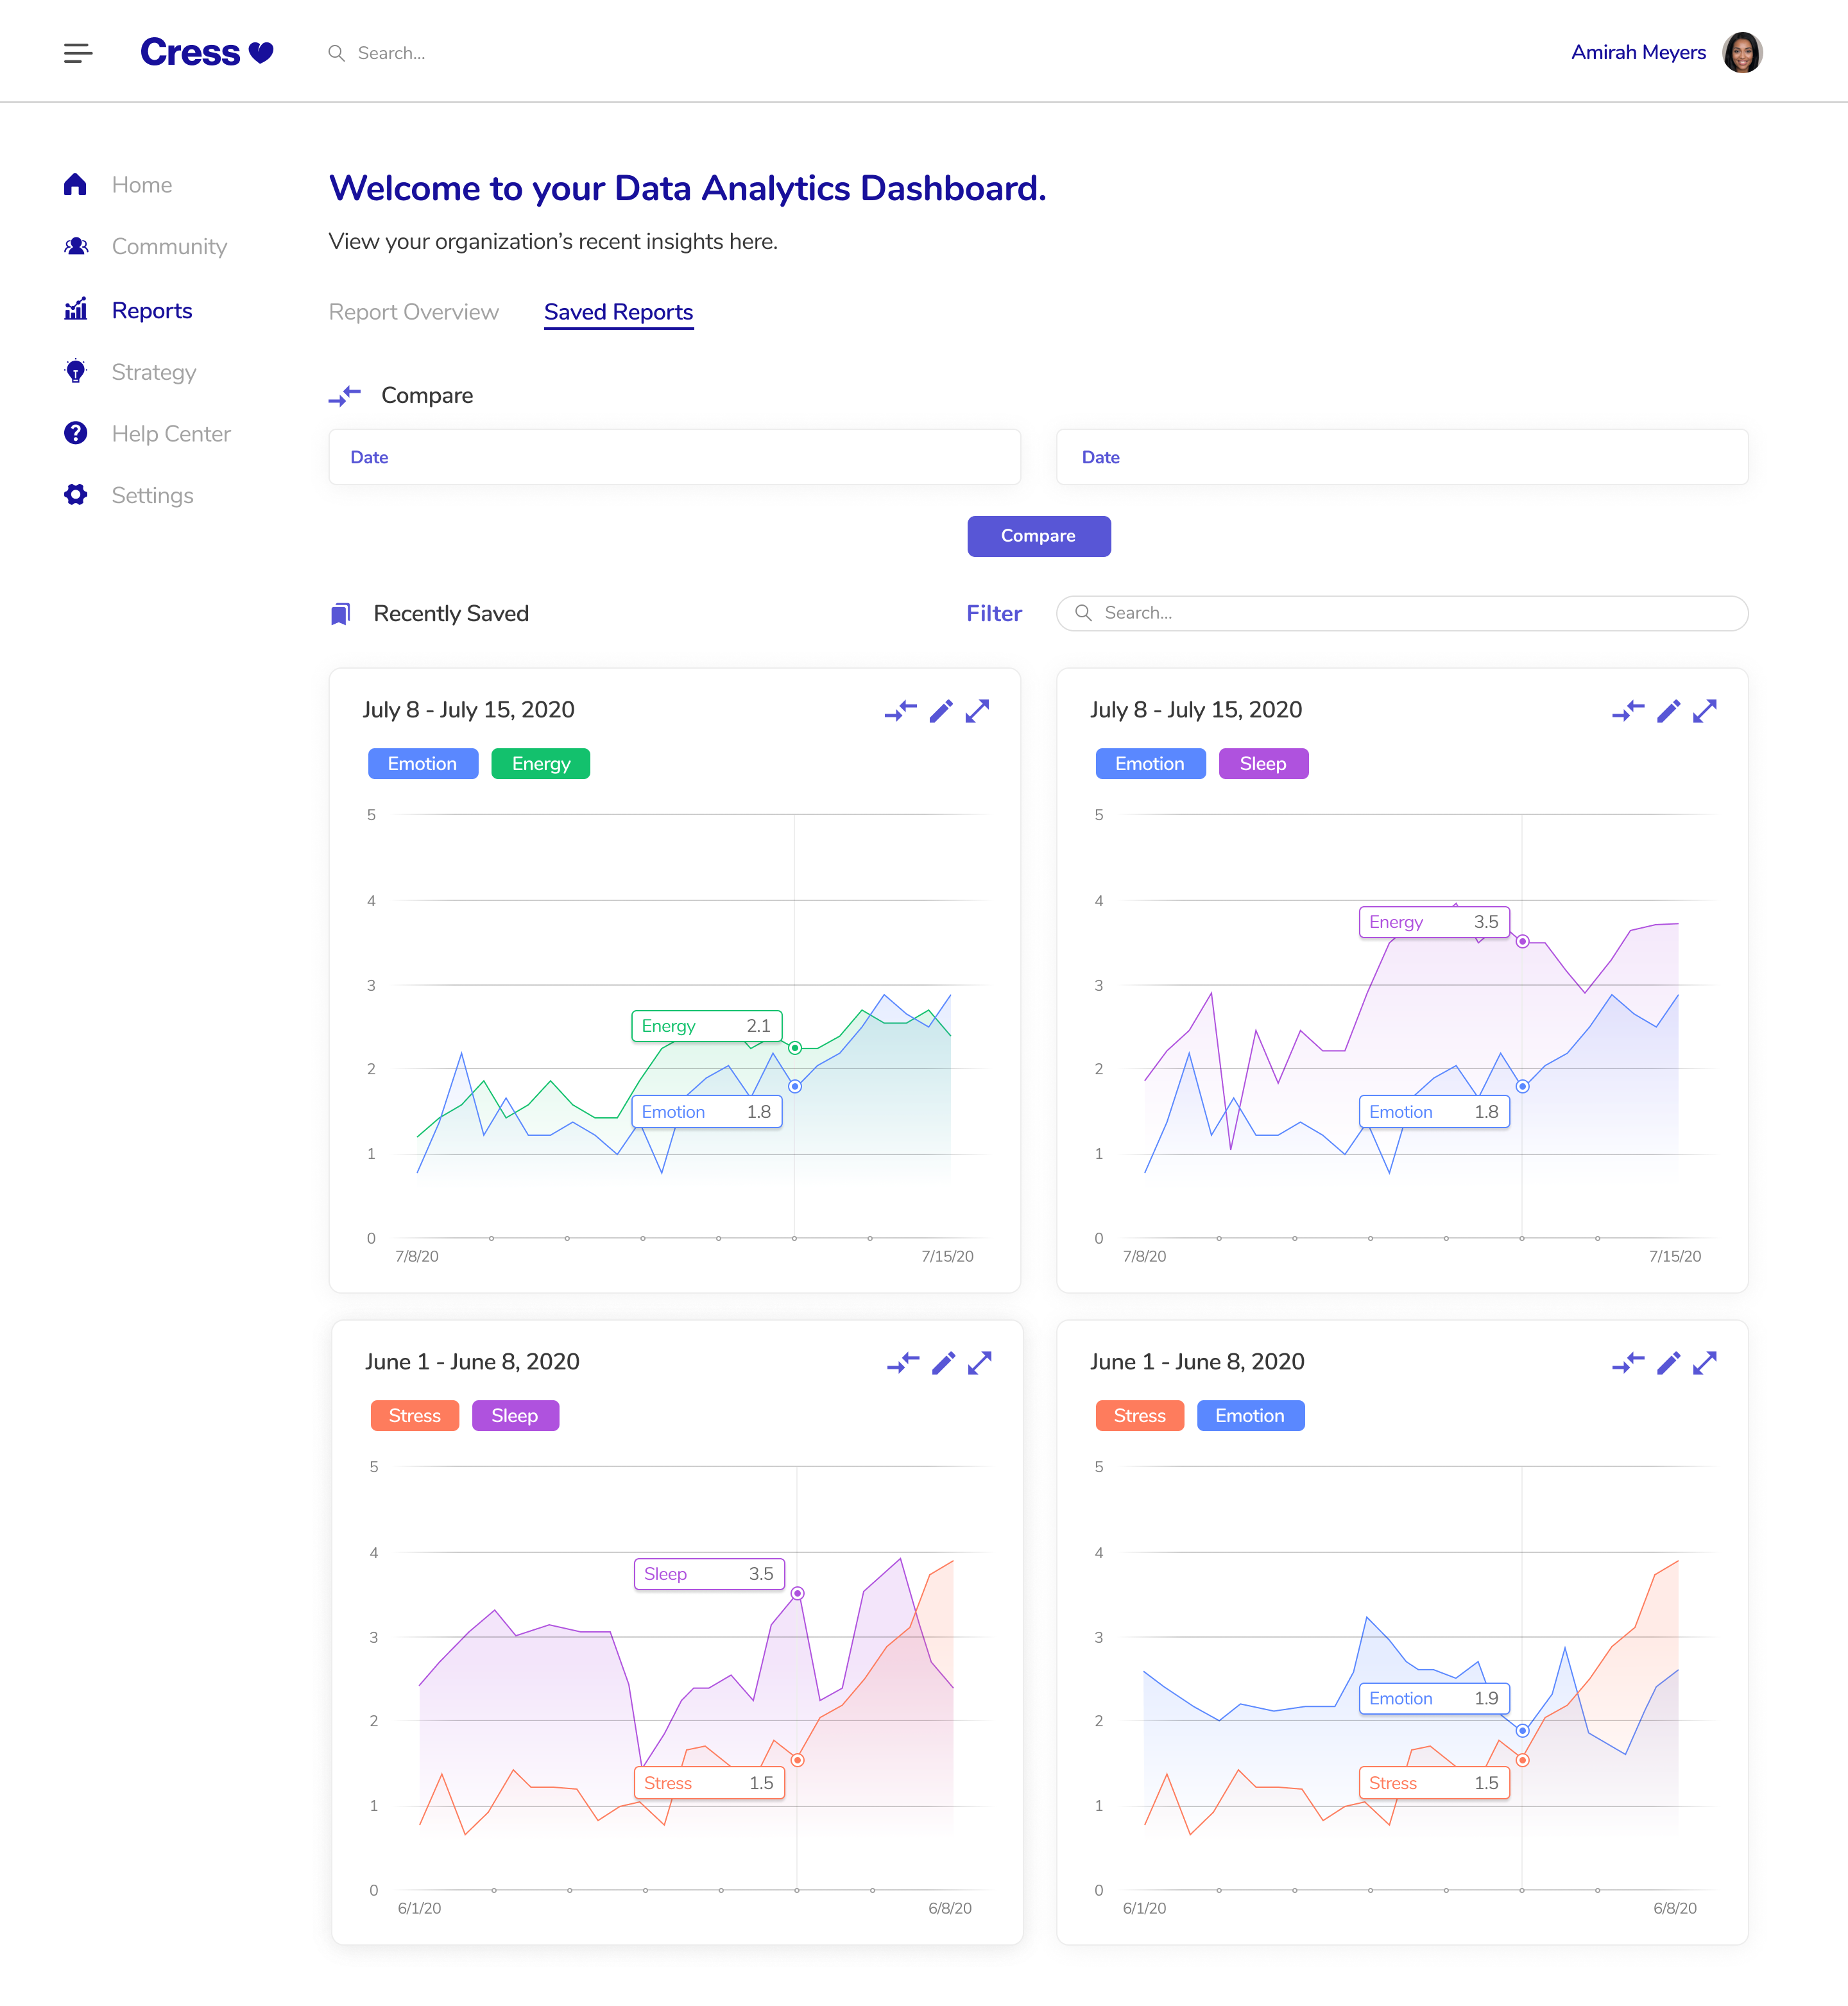 Cress
Search...
Amirah Meyers
Home
Community
Reports
Strategy
Help Center
Settings
Welcome to your Data Analytics Dashboard.
View your organization’s recent insights here.
Report Overview
Saved Reports
Compare
Date
Date
Compare
Recently Saved
Filter
Search...
July 8 - July 15, 2020
Emotion
Energy
5
4
3
2
1
0
Energy 2.1
Emotion 1.8
7/8/20
7/15/20
July 8 - July 15, 2020
Emotion
Sleep
5
4
3
2
1
0
Energy 3.5
Emotion 1.8
7/8/20
7/15/20
June 1 - June 8, 2020
Stress
Sleep
5
4
3
2
1
0
Sleep 3.5
Stress 1.5
6/1/20
6/8/20
June 1 - June 8, 2020
Stress
Emotion
5
4
3
2
1
0
Emotion 1.9
Stress 1.5
6/1/20
6/8/20